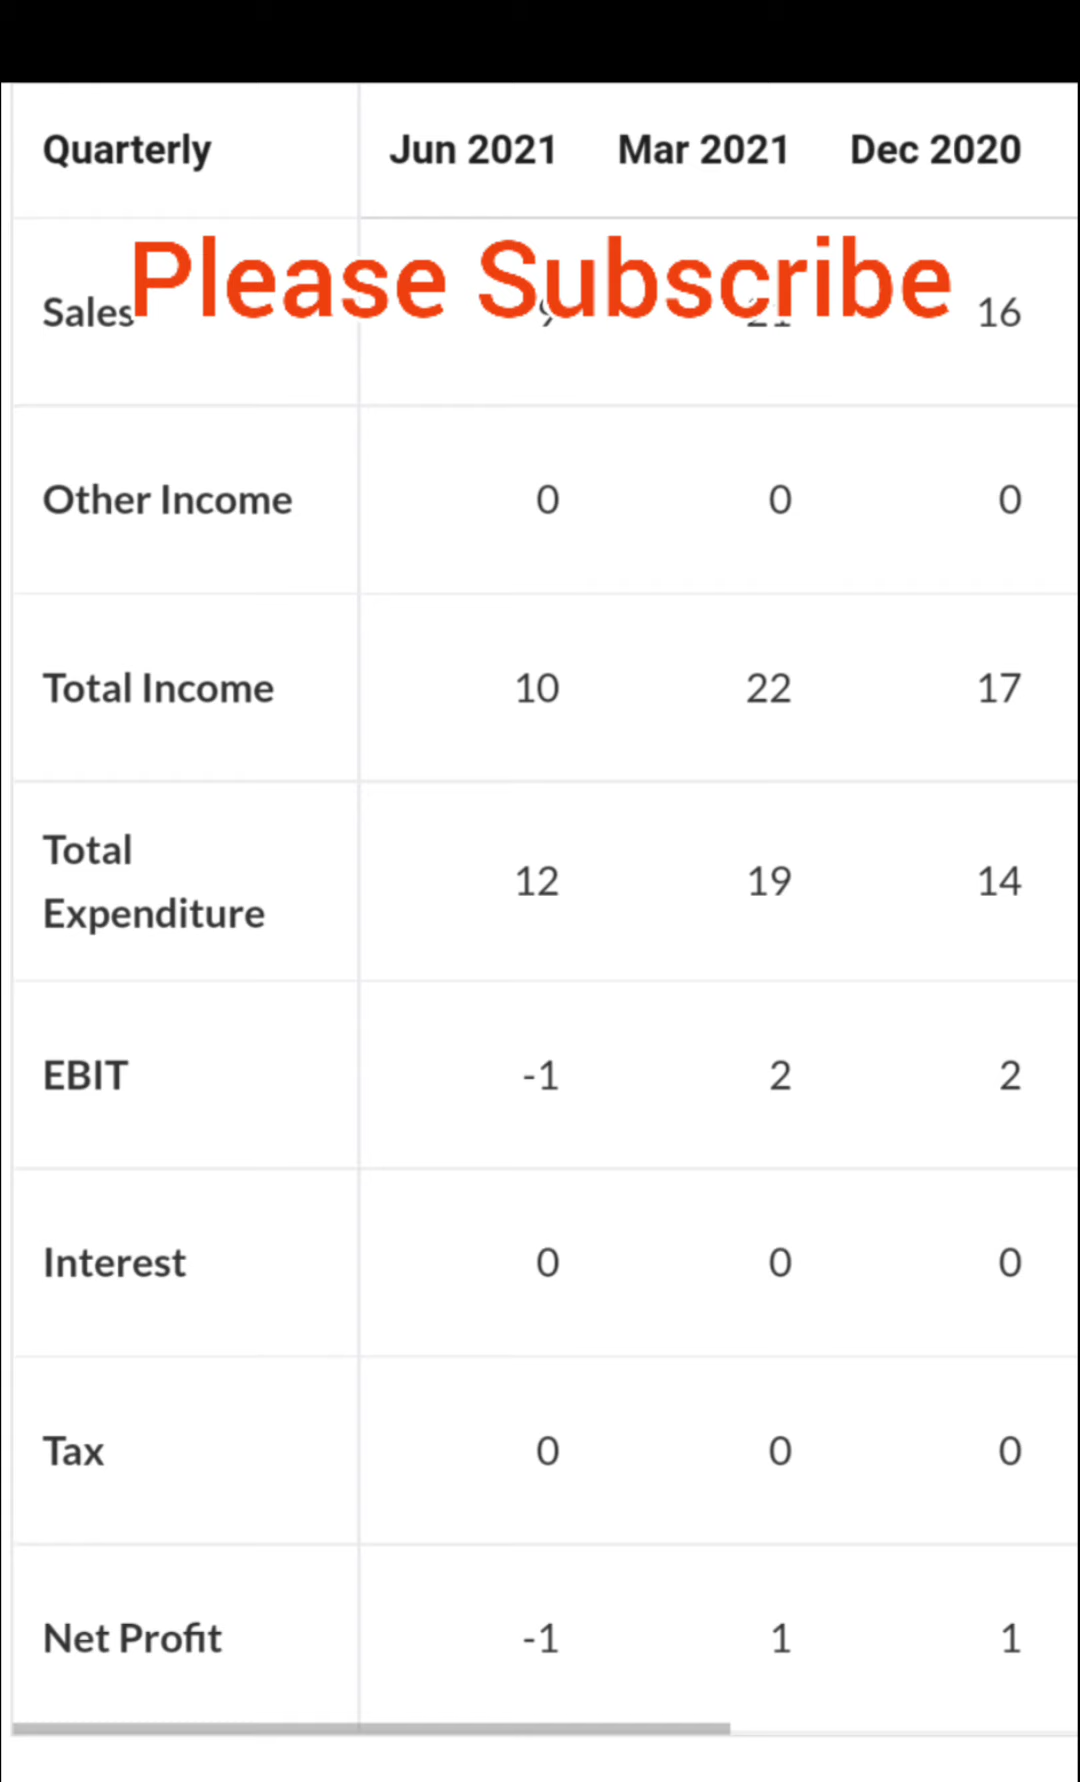 Quarterly Jun 2021 Mar 2021 Dec 2020
Please Subscribe
Sales 9 21 16
Other Income 0 0 0
Total Income 10 22 17
Total
Expenditure 12 19 14
EBIT -1 2 2
Interest 0 0 0
Tax 0 0 0
Net Profit -1 1 1